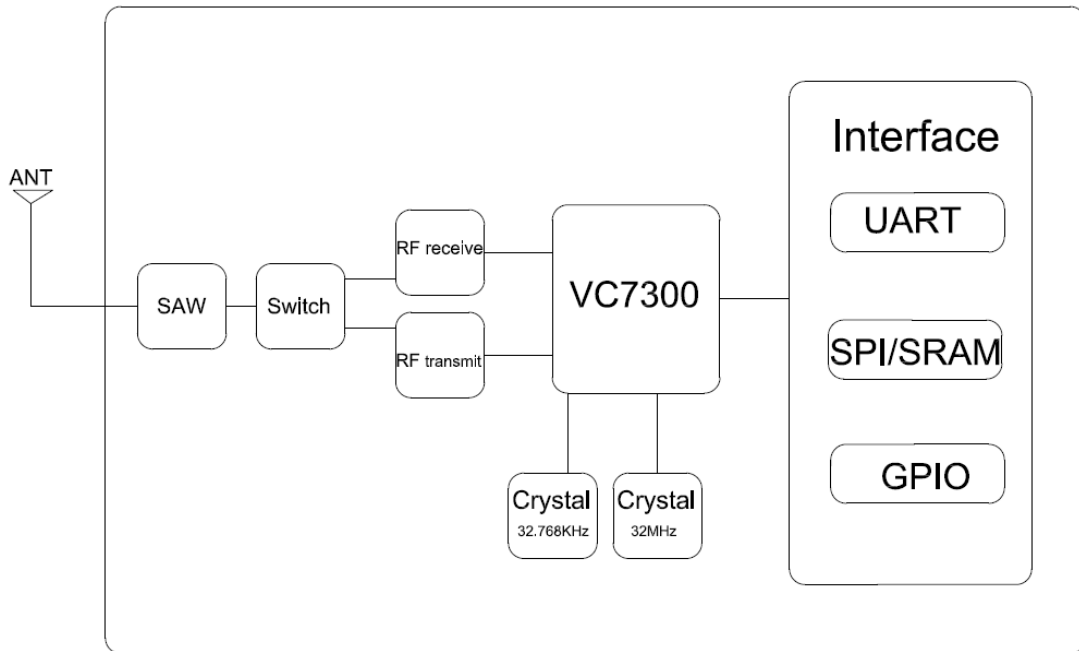 ANT
SAW
Switch
RF receive
RF transmit
VC7300
Crystal
32.768KHz
Crystal
32MHz
Interface
UART
SPI/SRAM
GPIO